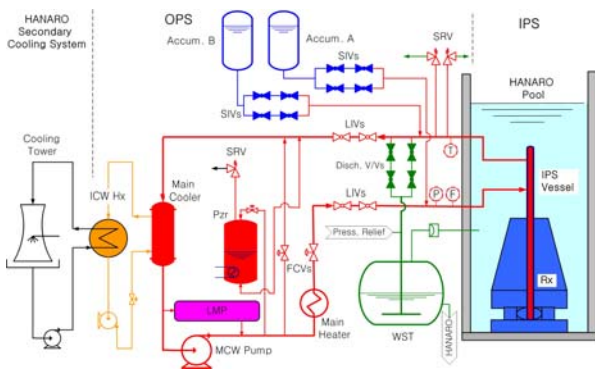 HANARO
Secondary
Cooling System
OPS
IPS
Accum. B
Accum. A
SIVs
SIVs
SRV
HANARO
Pool
Cooling
Tower
ICW Hx
Main
Cooler
SRV
Pzr
LIVs
LIVs
Disch. V/Vs
T
P
F
IPS
Vessel
Press. Relief
FCVs
LMP
Main
Heater
MCW Pump
WST
HANARO
Rx